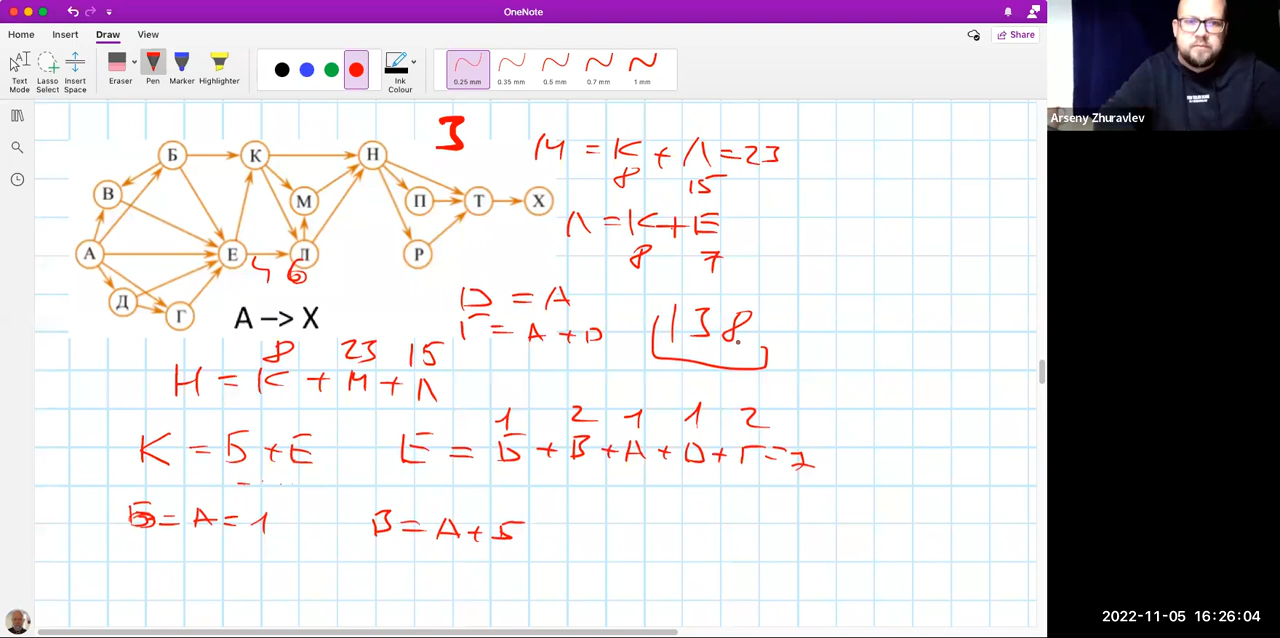 OneNote
Home Insert Draw View
Share
Text Mode
Lasso Select
Insert Space
Eraser
Pen
Marker
Highlighter
Ink Colour
0.25 mm
0.35 mm
0.5 mm
0.7 mm
1 mm
Arseny Zhuravlev
3
Б К Н
В М П Т Х
А Е Л Р
Д Г
46
A –> X
М = К + Л = 23
8 15
Л = К + Е
8 7
D = A
Г = A + D
138
8 23 15
Н = К + М + Л
К = Б + Е
1 2 1 1 2
Е = Б + В + А + D + Г = 7
Б = А = 1
В = А + Б
2022-11-05 16:26:04